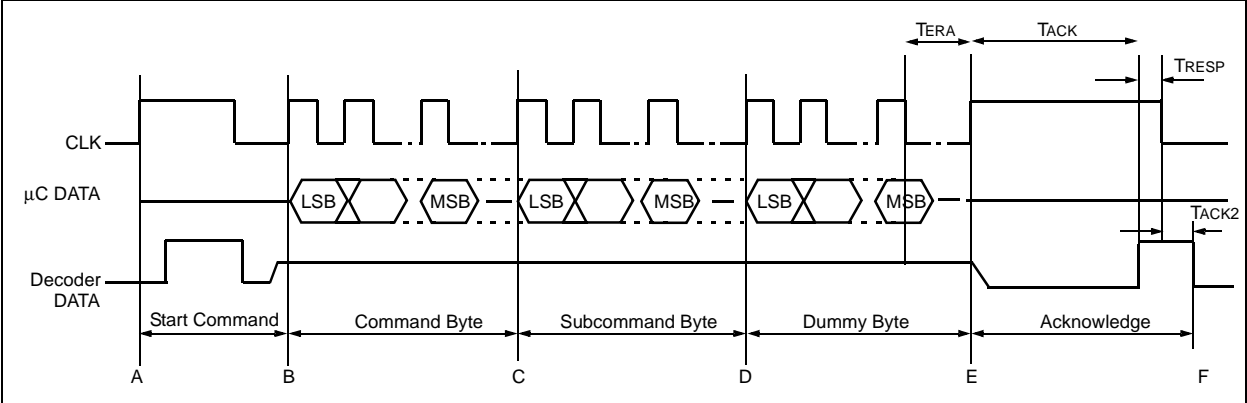 TERA
TACK
TRESP
CLK
μC DATA
LSB
MSB
LSB
MSB
LSB
MSB
TACK2
Decoder
DATA
Start Command
Command Byte
Subcommand Byte
Dummy Byte
Acknowledge
A
B
C
D
E
F